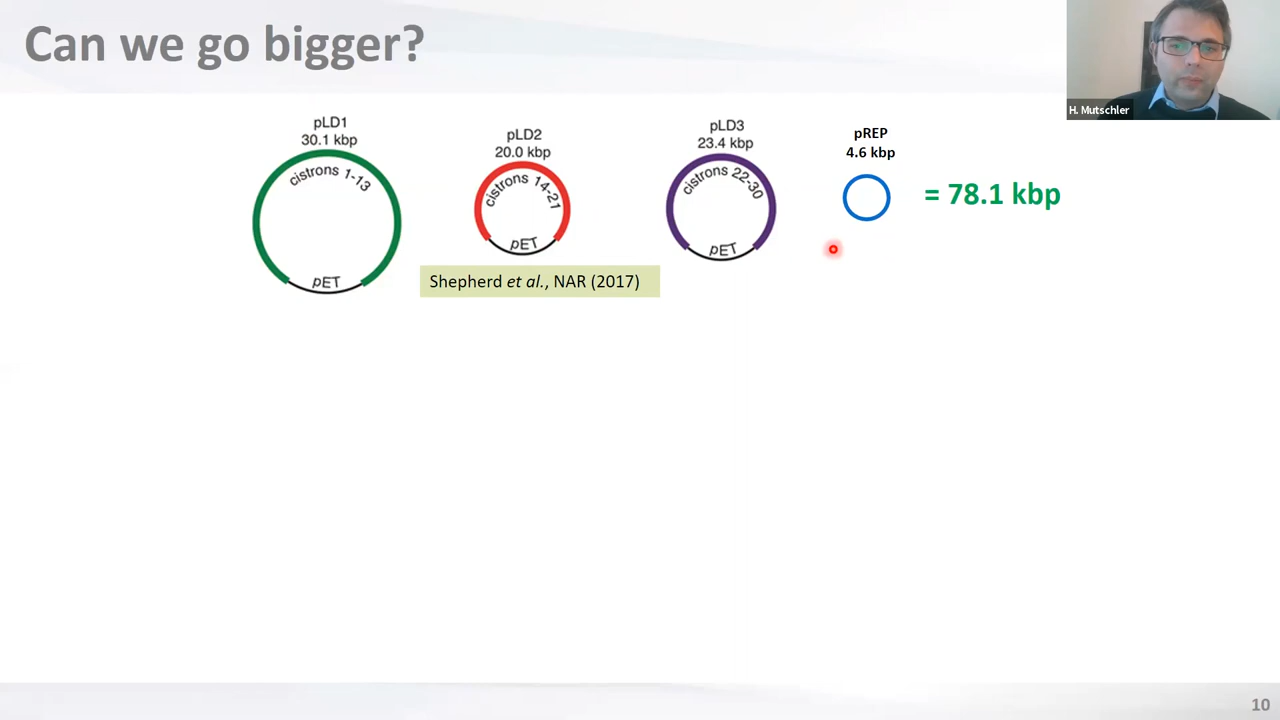 Can we go bigger?
H. Mutschler
pLD1
30.1 kbp
cistrons 1-13
pET
pLD2
20.0 kbp
cistrons 14-21
pET
pLD3
23.4 kbp
cistrons 22-30
pET
pREP
4.6 kbp
= 78.1 kbp
Shepherd et al., NAR (2017)
10